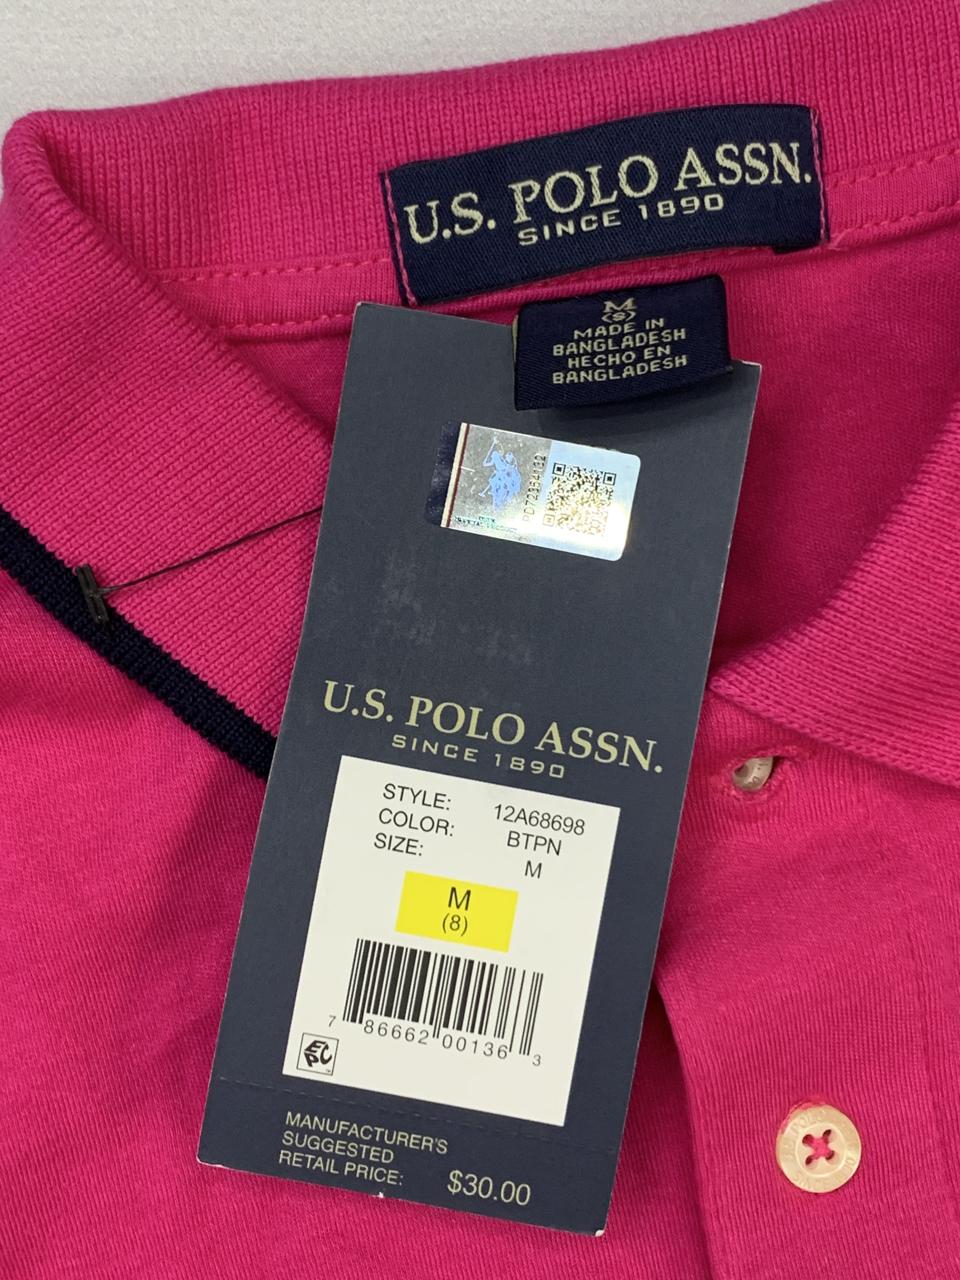 U.S. POLO ASSN.
SINCE 1890
M
(S)
MADE IN
BANGLADESH
HECHO EN
BANGLADESH
U.S. POLO ASSN.
SINCE 1890
STYLE: 12A68698
COLOR: BTPN
SIZE: M
M
(8)
7 86662 00136 3
MANUFACTURER'S
SUGGESTED
RETAIL PRICE: $30.00